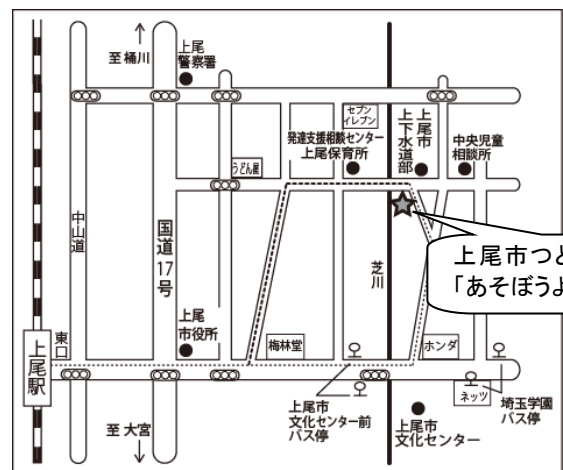 至桶川
上尾
警察署
セブン
イレブン
発達支援相談センター
上尾保育所
上尾市
上下水道部
中央児童
相談所
うどん屋
中山道
国道17号
芝川
上尾市つど
「あそぼうよ
上尾
市役所
東口
上尾駅
梅林堂
ホンダ
ネッツ
埼玉学園
バス停
上尾市
文化センター前
バス停
上尾市
文化センター
至大宮